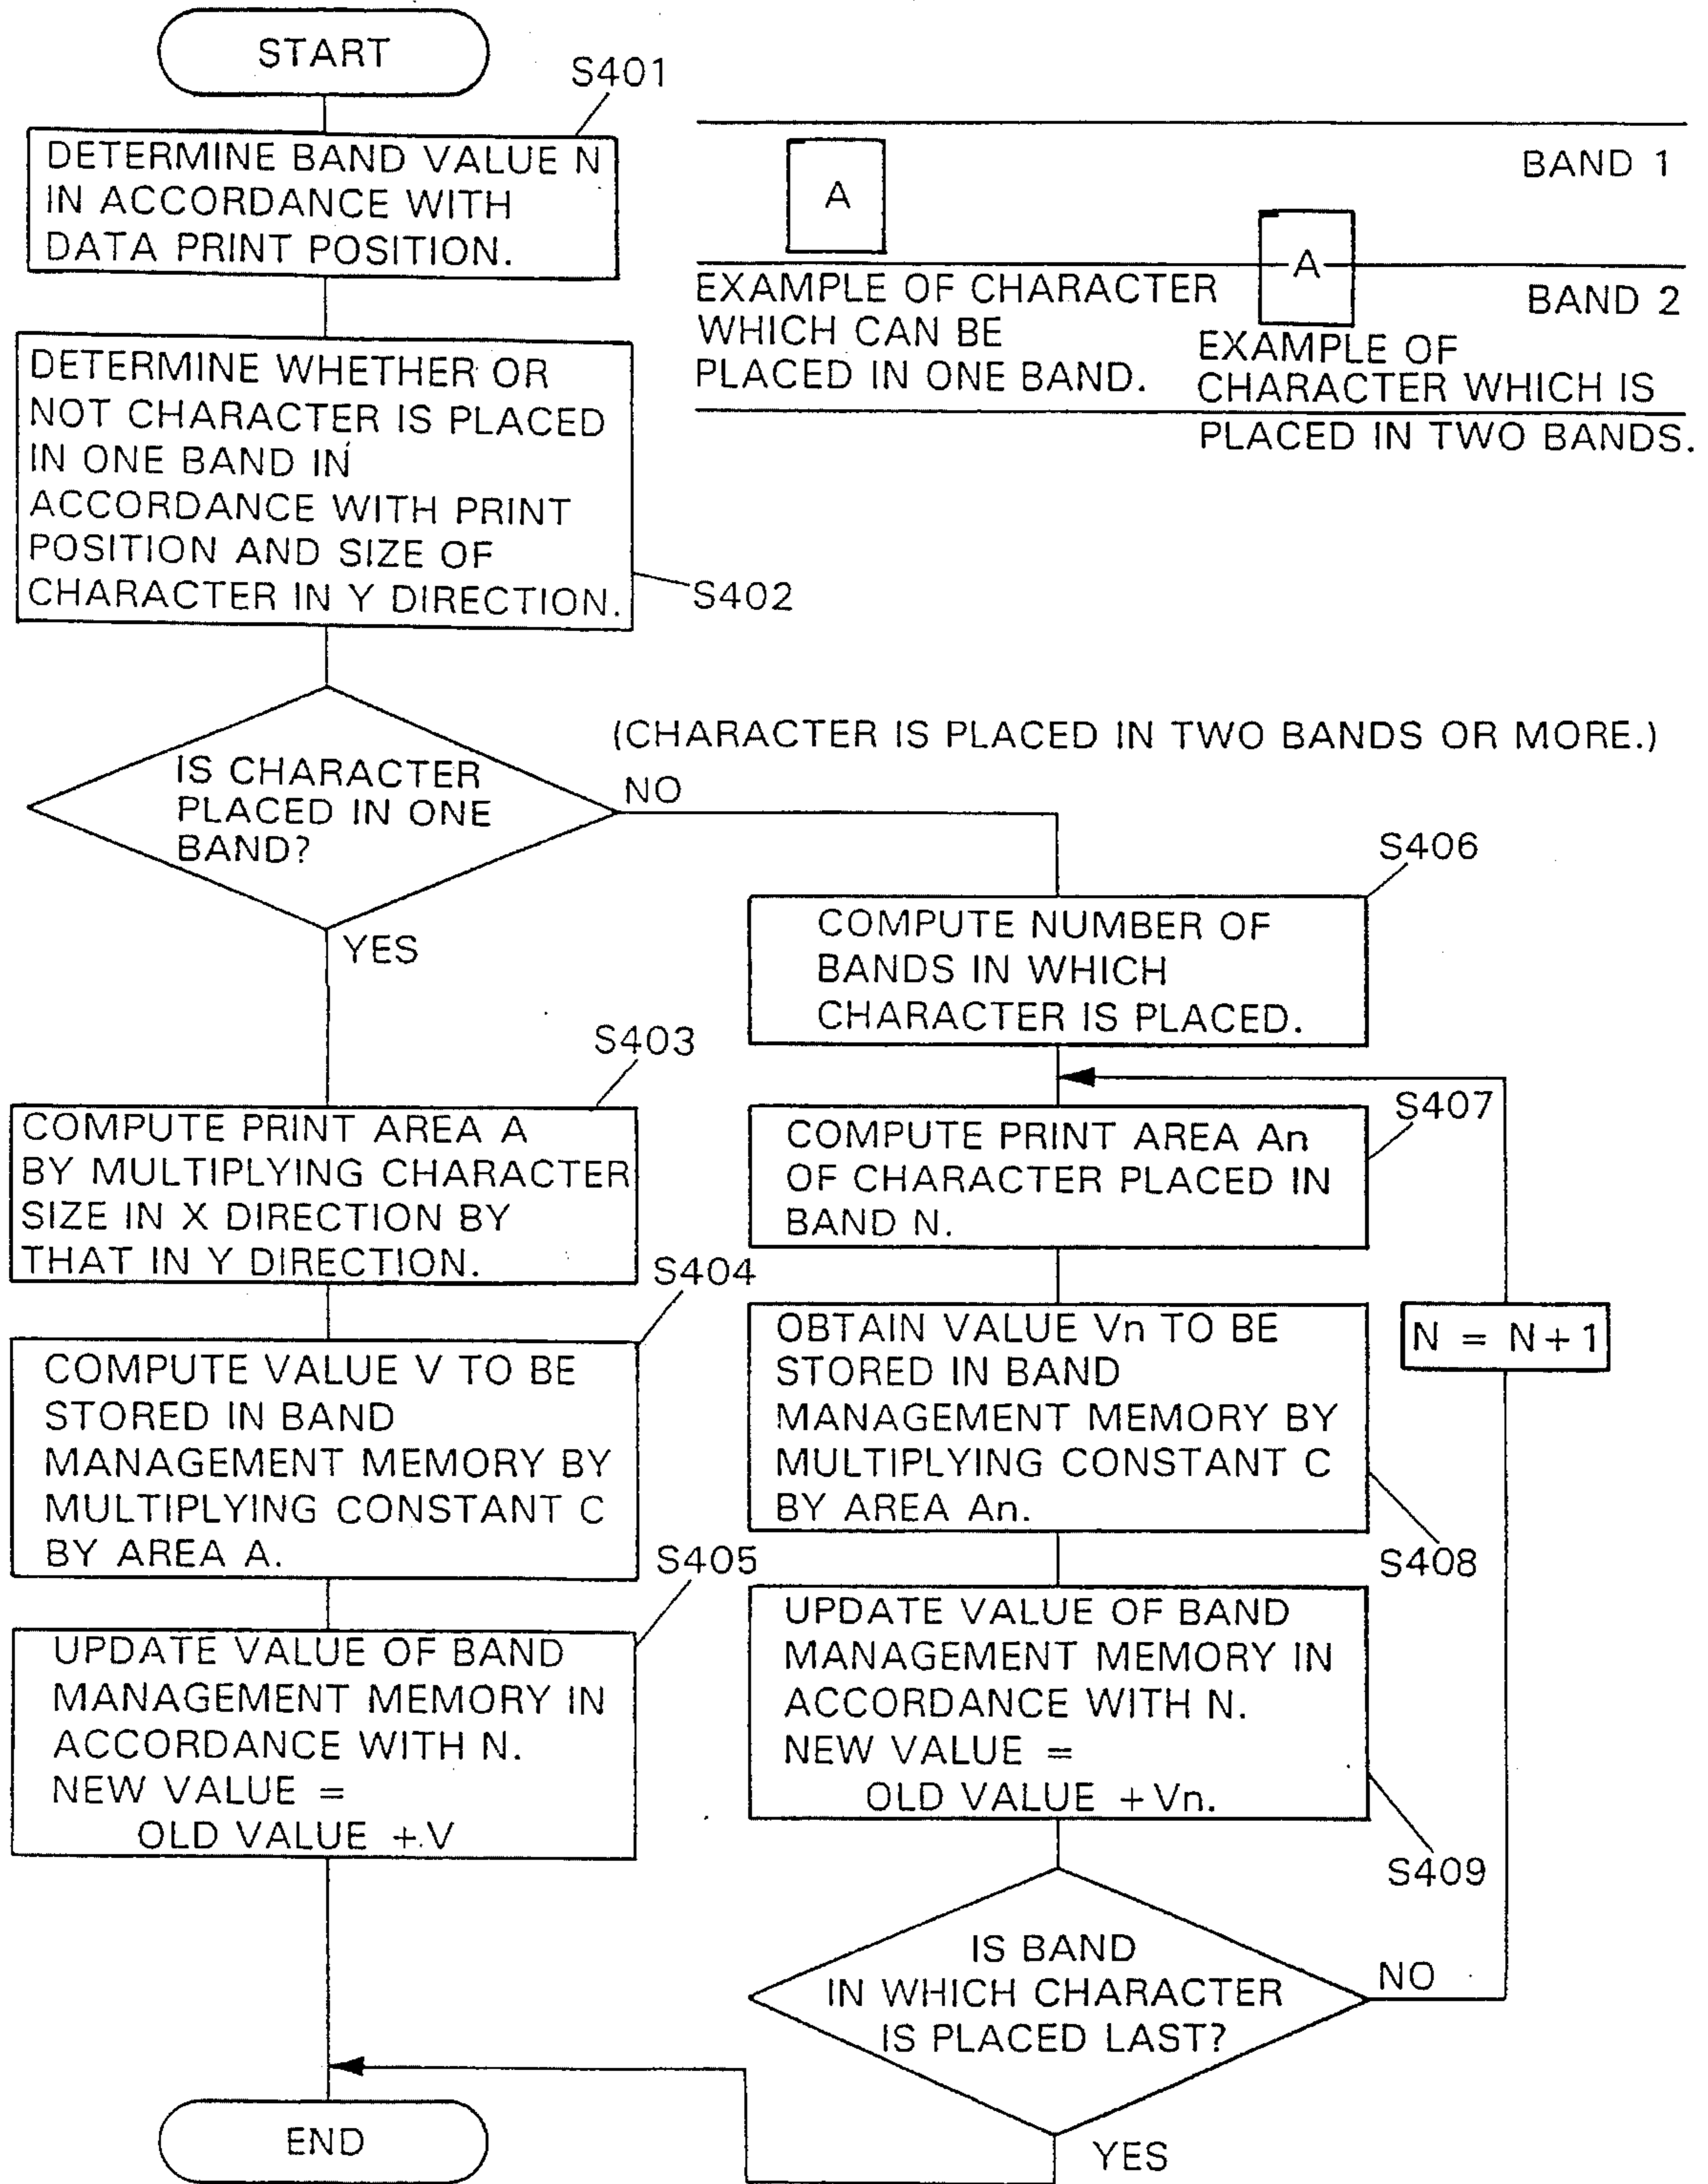 START
S401
DETERMINE BAND VALUE N
IN ACCORDANCE WITH
DATA PRINT POSITION.
BAND 1
A
A
BAND 2
EXAMPLE OF CHARACTER
WHICH CAN BE
PLACED IN ONE BAND.
EXAMPLE OF
CHARACTER WHICH IS
PLACED IN TWO BANDS.
DETERMINE WHETHER OR
NOT CHARACTER IS PLACED
IN ONE BAND IN
ACCORDANCE WITH PRINT
POSITION AND SIZE OF
CHARACTER IN Y DIRECTION.
S402
IS CHARACTER
PLACED IN ONE
BAND?
(CHARACTER IS PLACED IN TWO BANDS OR MORE.)
NO
YES
S403
COMPUTE PRINT AREA A
BY MULTIPLYING CHARACTER
SIZE IN X DIRECTION BY
THAT IN Y DIRECTION.
S404
COMPUTE VALUE V TO BE
STORED IN BAND
MANAGEMENT MEMORY BY
MULTIPLYING CONSTANT C
BY AREA A.
S405
UPDATE VALUE OF BAND
MANAGEMENT MEMORY IN
ACCORDANCE WITH N.
NEW VALUE =
OLD VALUE +V
S406
COMPUTE NUMBER OF
BANDS IN WHICH
CHARACTER IS PLACED.
S407
COMPUTE PRINT AREA An
OF CHARACTER PLACED IN
BAND N.
OBTAIN VALUE Vn TO BE
STORED IN BAND
MANAGEMENT MEMORY BY
MULTIPLYING CONSTANT C
BY AREA An.
S408
N = N+1
UPDATE VALUE OF BAND
MANAGEMENT MEMORY IN
ACCORDANCE WITH N.
NEW VALUE =
OLD VALUE +Vn.
S409
IS BAND
IN WHICH CHARACTER
IS PLACED LAST?
NO
YES
END